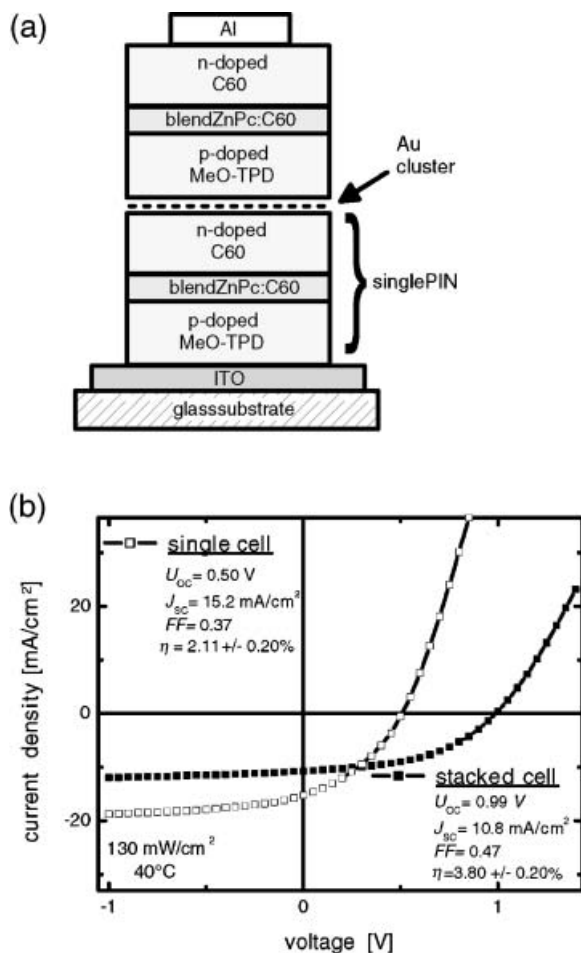 (a)
Al
n-doped
C60
blendZnPc:C60
p-doped
MeO-TPD
Au
cluster
n-doped
C60
blendZnPc:C60
p-doped
MeO-TPD
singlePIN
ITO
glasssubstrate
(b)
single cell
U_OC = 0.50 V
J_SC = 15.2 mA/cm²
FF = 0.37
η = 2.11 +/- 0.20%
stacked cell
U_OC = 0.99 V
J_SC = 10.8 mA/cm²
FF = 0.47
η =3.80 +/- 0.20%
130 mW/cm²
40°C
current density [mA/cm²]
20
0
-20
-1
0
1
voltage [V]